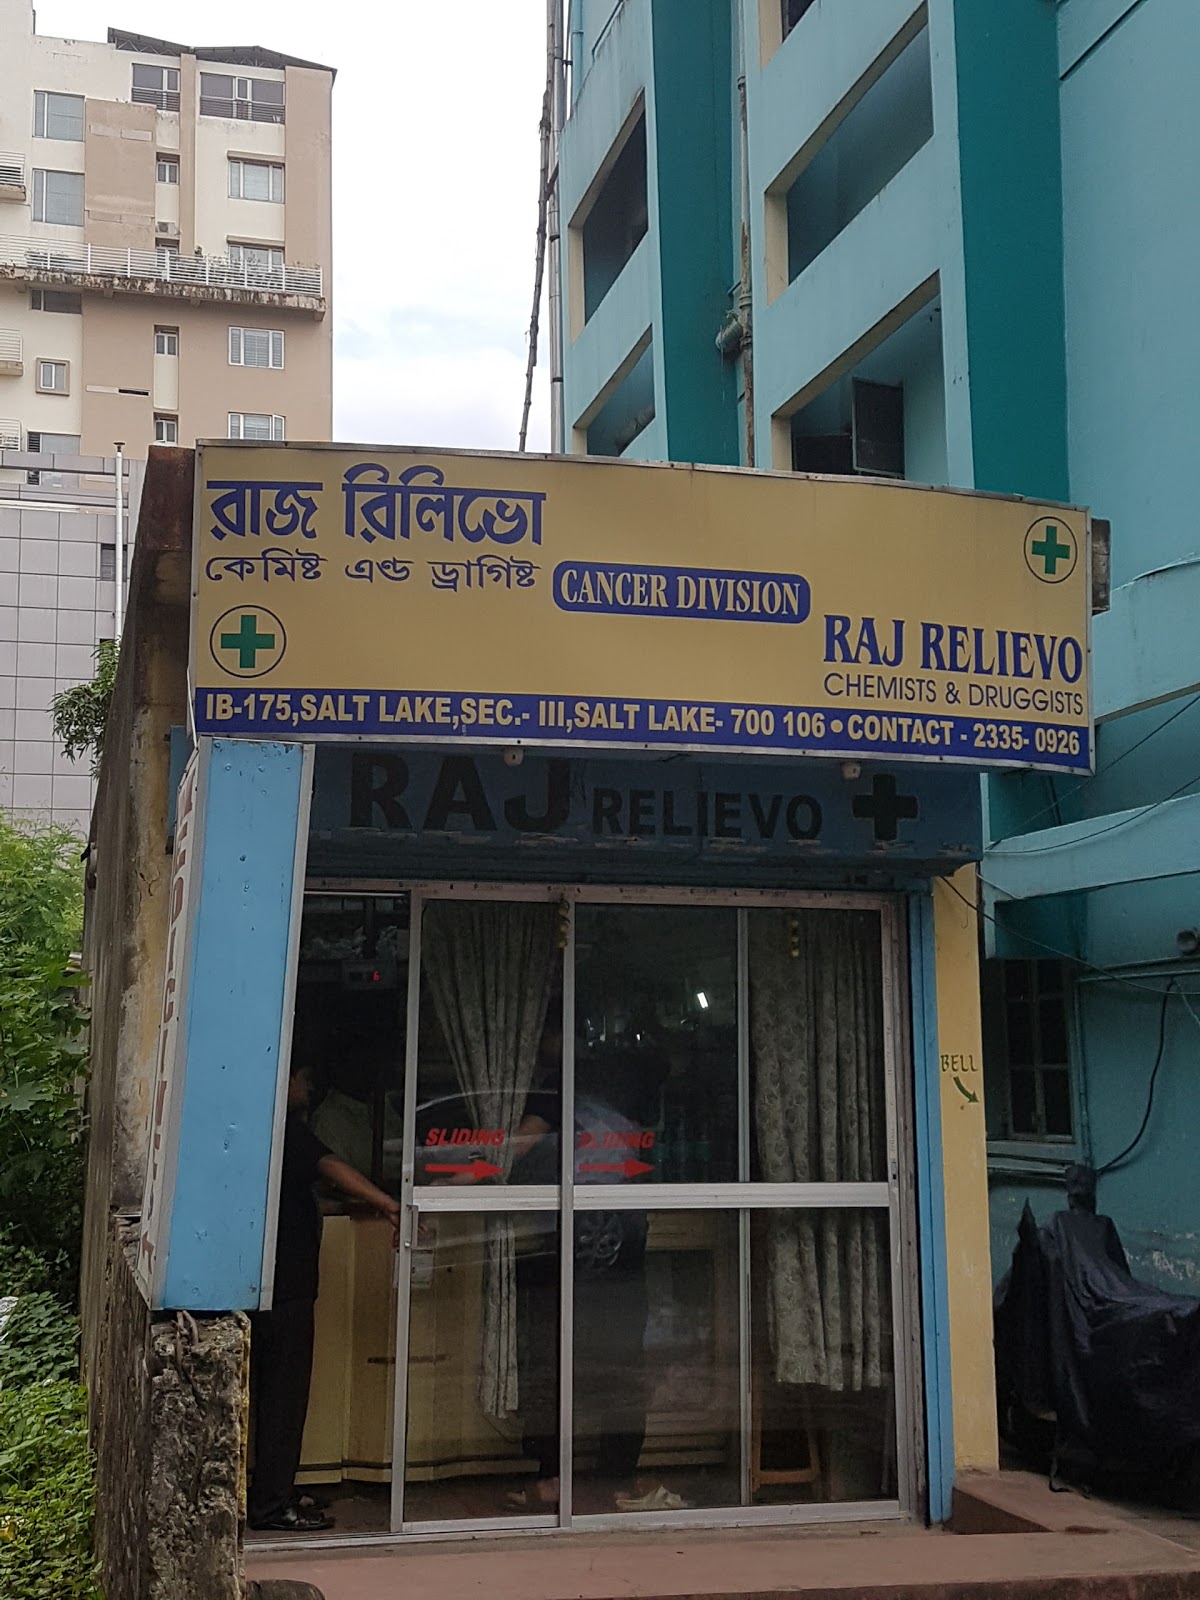 রাজ রিলিভো
কেমিষ্ট এণ্ড ড্রাগিষ্ট
CANCER DIVISION
RAJ RELIEVO
CHEMISTS & DRUGGISTS
IB-175,SALT LAKE,SEC.- III,SALT LAKE- 700 106 • CONTACT - 2335- 0926
RAJ RELIEVO
BELL
SLIDING
SLIDING
6